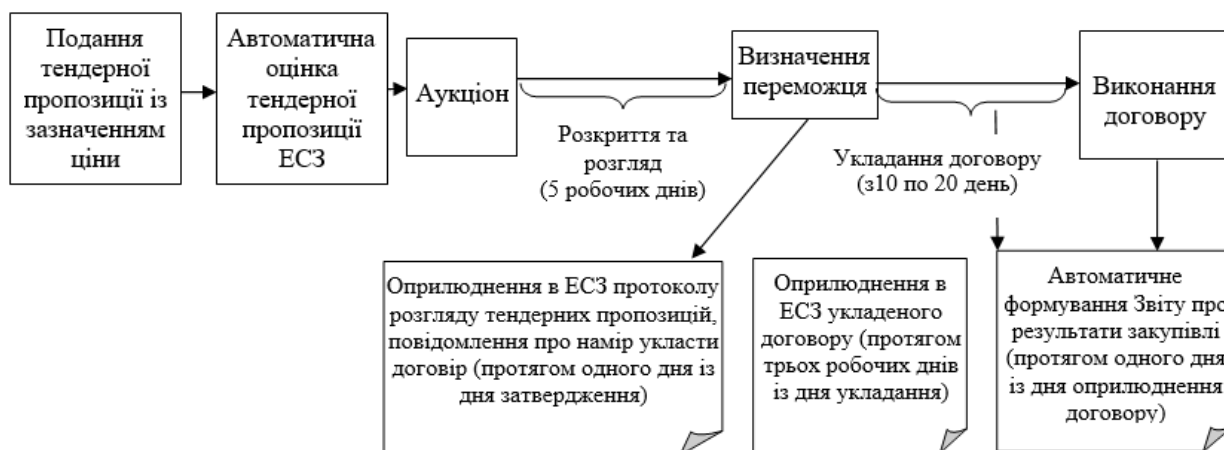 Подання
тендерної
пропозиції із
зазначенням
ціни
Автоматична
оцінка
тендерної
пропозиції
ЕСЗ
Аукціон
Розкриття та
розгляд
(5 робочих днів)
Визначення
переможця
Укладання договору
(з10 по 20 день)
Виконання
договору
Оприлюднення в ЕСЗ протоколу
розгляду тендерних пропозицій,
повідомлення про намір укласти
договір (протягом одного дня із
дня затвердження)
Оприлюднення в
ЕСЗ укладеного
договору (протягом
трьох робочих днів
із дня укладання)
Автоматичне
формування Звіту про
результати закупівлі
(протягом одного дня
із дня оприлюднення
договору)